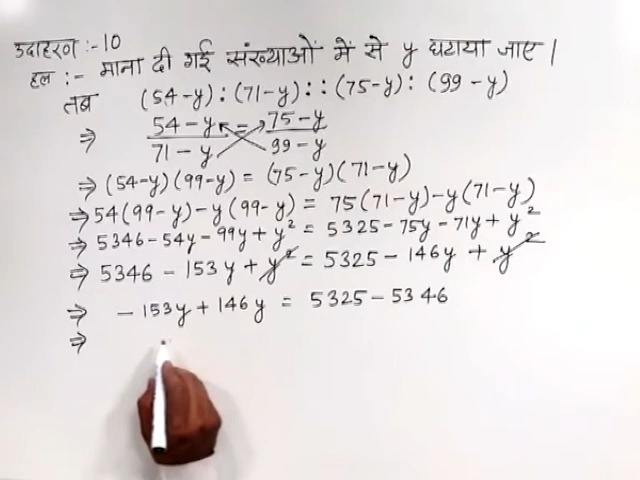 उदाहरण :- 10
हल :- माना दी गई संख्याओं में से y घटाया जाए।
तब (54-y) : (71-y) : : (75-y) : (99-y)
⇒ 54-y / 71-y = 75-y / 99-y
⇒ (54-y)(99-y) = (75-y)(71-y)
⇒ 54(99-y)-y(99-y) = 75(71-y)-y(71-y)
⇒ 5346-54y-99y+y² = 5325-75y-71y+y²
⇒ 5346-153y+y² = 5325-146y+y²
⇒ -153y+146y = 5325-5346
⇒